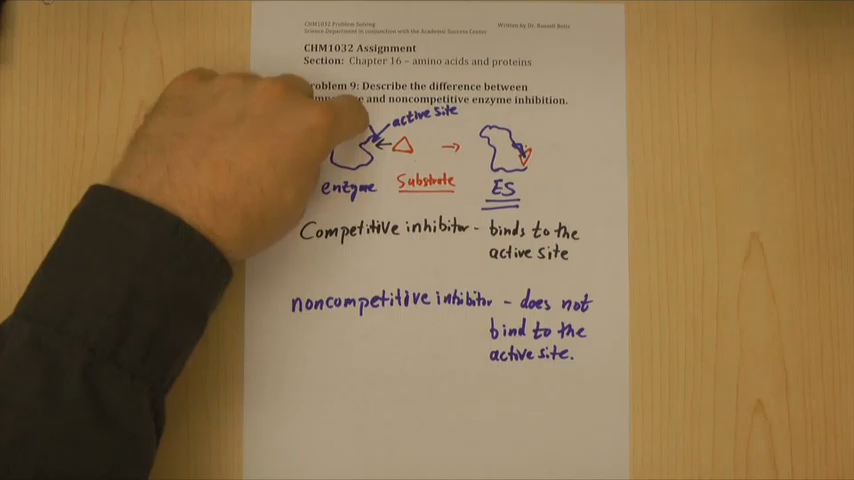 CHM1032 Problem Solving
Written by Dr. Russell Betts
Science Department in conjunction with the Academic Success Center
CHM1032 Assignment
Section: Chapter 16 – amino acids and proteins
9: Describe the difference between
and noncompetitive enzyme inhibition.
active site
enzyme Substrate ES
Competitive inhibitor - binds to the
active site
noncompetitive inhibitor - does not
bind to the
active site.